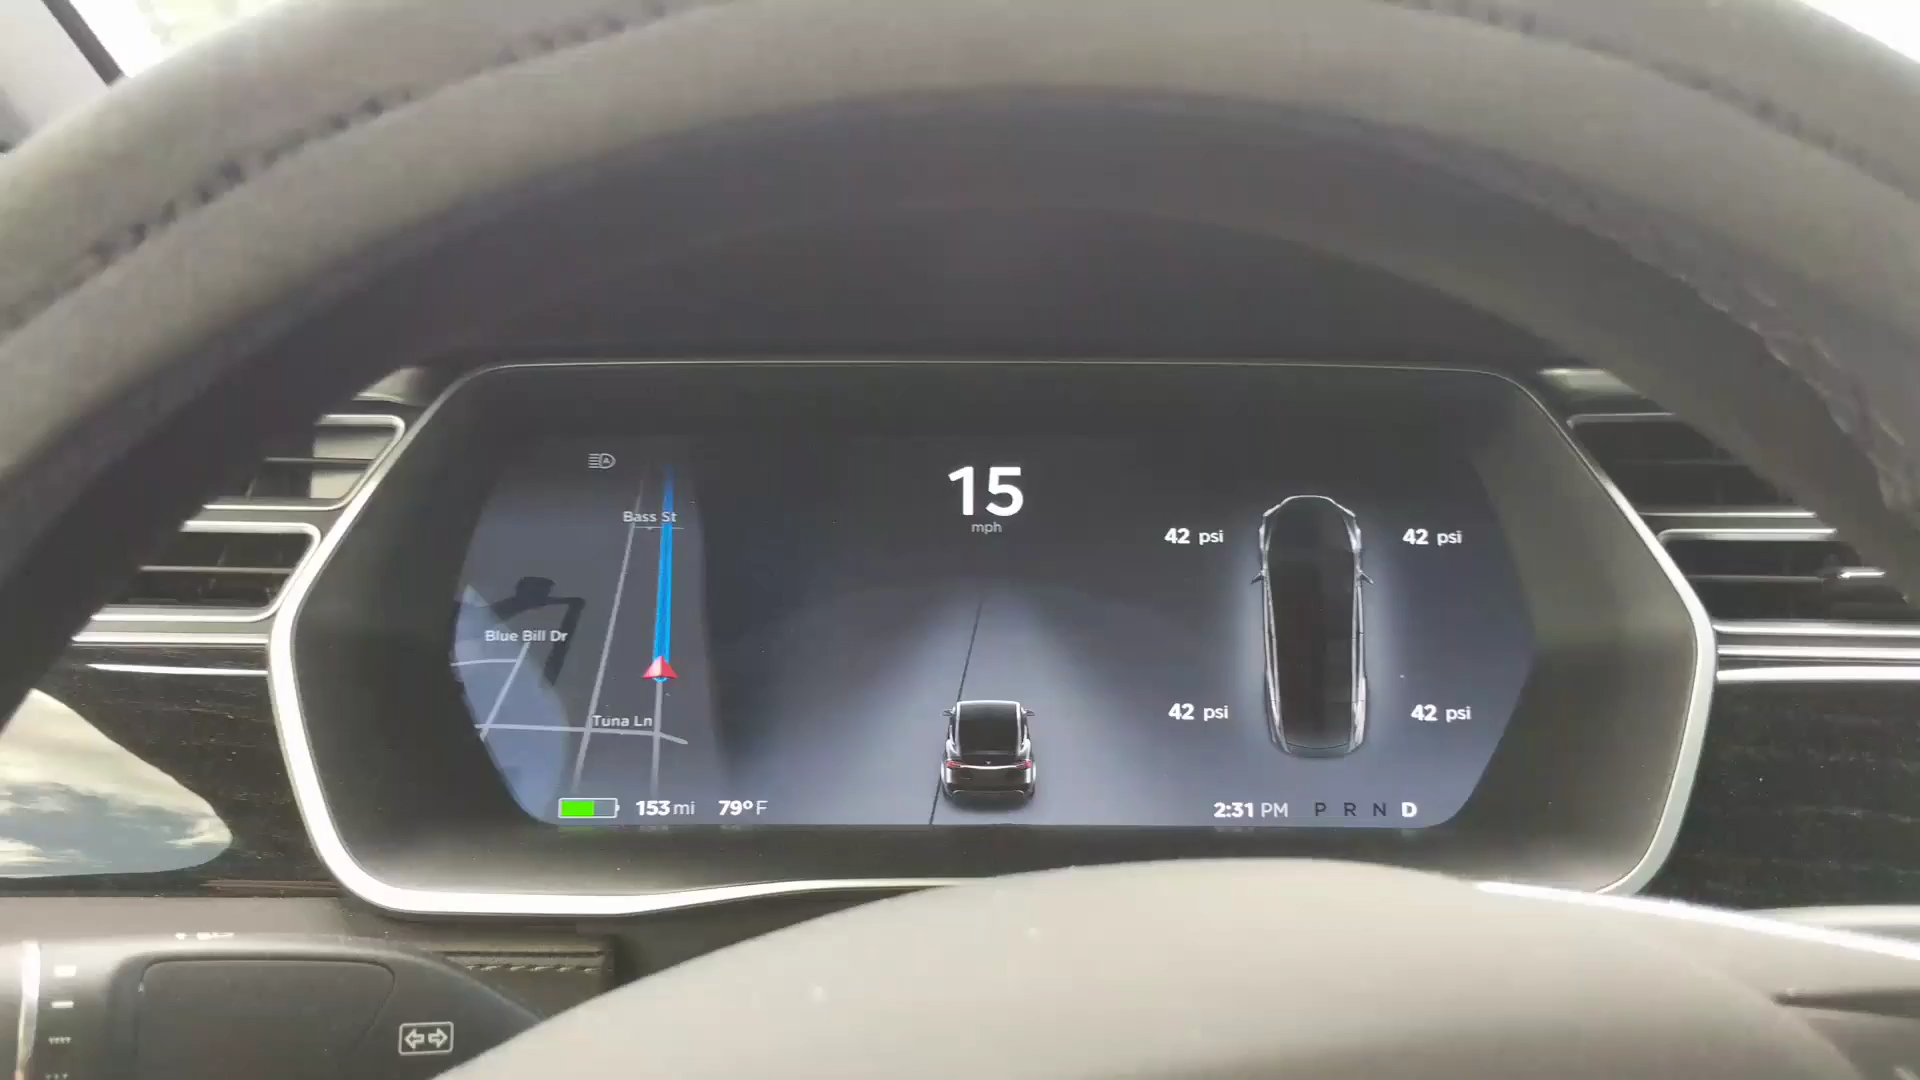 15
mph
Bass St
42 psi
42 psi
Blue Bill Dr
Tuna Ln
42 psi
42 psi
153 mi
79° F
2:31 PM
P R N D